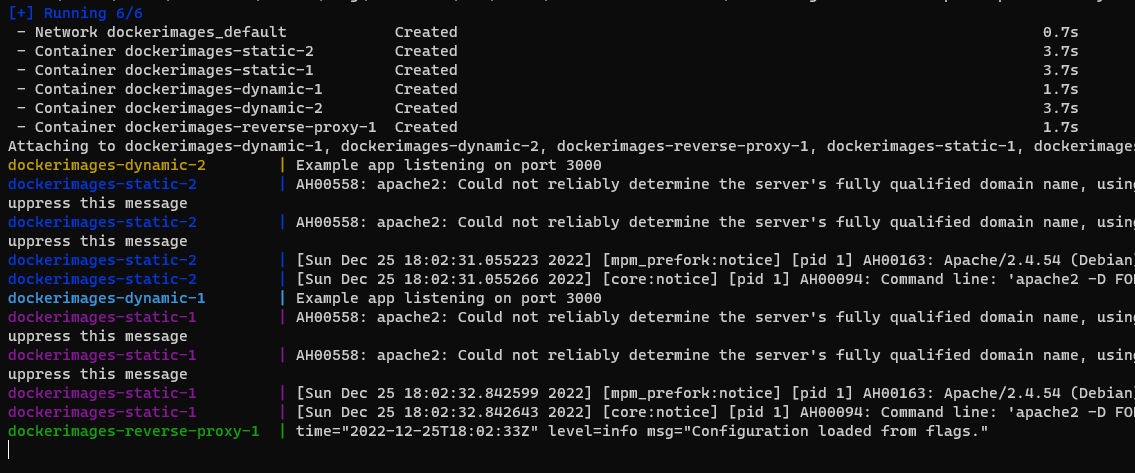 [+] Running 6/6
- Network dockerimages_default Created 0.7s
- Container dockerimages-static-2 Created 3.7s
- Container dockerimages-static-1 Created 3.7s
- Container dockerimages-dynamic-1 Created 1.7s
- Container dockerimages-dynamic-2 Created 3.7s
- Container dockerimages-reverse-proxy-1 Created 1.7s
Attaching to dockerimages-dynamic-1, dockerimages-dynamic-2, dockerimages-reverse-proxy-1, dockerimages-static-1, dockerimages
dockerimages-dynamic-2 | Example app listening on port 3000
dockerimages-static-2 | AH00558: apache2: Could not reliably determine the server's fully qualified domain name, using
uppress this message
dockerimages-static-2 | AH00558: apache2: Could not reliably determine the server's fully qualified domain name, using
uppress this message
dockerimages-static-2 | [Sun Dec 25 18:02:31.055223 2022] [mpm_prefork:notice] [pid 1] AH00163: Apache/2.4.54 (Debian)
dockerimages-static-2 | [Sun Dec 25 18:02:31.055266 2022] [core:notice] [pid 1] AH00094: Command line: 'apache2 -D FOR
dockerimages-dynamic-1 | Example app listening on port 3000
dockerimages-static-1 | AH00558: apache2: Could not reliably determine the server's fully qualified domain name, using
uppress this message
dockerimages-static-1 | AH00558: apache2: Could not reliably determine the server's fully qualified domain name, using
uppress this message
dockerimages-static-1 | [Sun Dec 25 18:02:32.842599 2022] [mpm_prefork:notice] [pid 1] AH00163: Apache/2.4.54 (Debian)
dockerimages-static-1 | [Sun Dec 25 18:02:32.842643 2022] [core:notice] [pid 1] AH00094: Command line: 'apache2 -D FOR
dockerimages-reverse-proxy-1 | time="2022-12-25T18:02:33Z" level=info msg="Configuration loaded from flags."